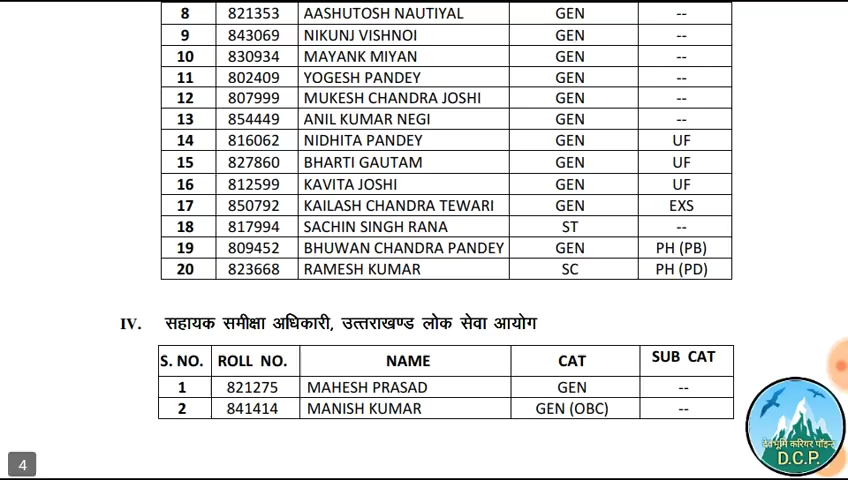 8 821353 AASHUTOSH NAUTIYAL GEN --
9 843069 NIKUNJ VISHNOI GEN --
10 830934 MAYANK MIYAN GEN --
11 802409 YOGESH PANDEY GEN --
12 807999 MUKESH CHANDRA JOSHI GEN --
13 854449 ANIL KUMAR NEGI GEN --
14 816062 NIDHITA PANDEY GEN UF
15 827860 BHARTI GAUTAM GEN UF
16 812599 KAVITA JOSHI GEN UF
17 850792 KAILASH CHANDRA TEWARI GEN EXS
18 817994 SACHIN SINGH RANA ST --
19 809452 BHUWAN CHANDRA PANDEY GEN PH (PB)
20 823668 RAMESH KUMAR SC PH (PD)
IV. सहायक समीक्षा अधिकारी, उत्तराखण्ड लोक सेवा आयोग
S. NO. ROLL NO. NAME CAT SUB CAT
1 821275 MAHESH PRASAD GEN --
2 841414 MANISH KUMAR GEN (OBC) --
देवभूमि करियर पॉइन्ट
D.C.P.
4